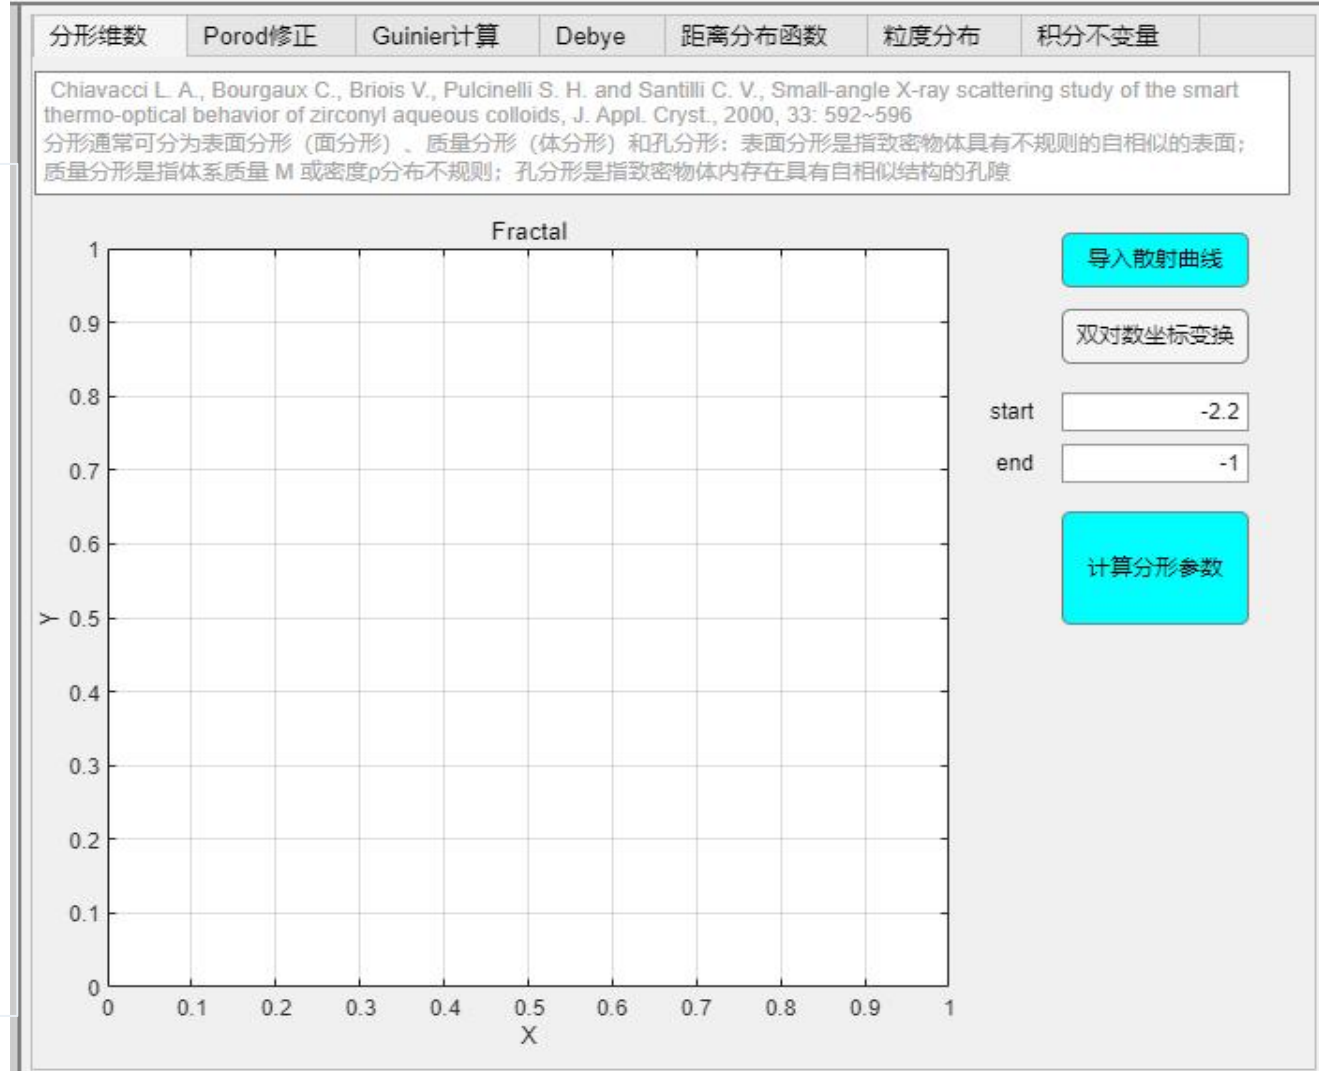 分形维数 Porod修正 Guinier计算 Debye 距离分布函数 粒度分布 积分不变量
Chiavacci L. A., Bourgaux C., Briois V., Pulcinelli S. H. and Santilli C. V., Small-angle X-ray scattering study of the smart
thermo-optical behavior of zirconyl aqueous colloids, J. Appl. Cryst., 2000, 33: 592~596
分形通常可分为表面分形（面分形）、质量分形（体分形）和孔分形：表面分形是指致密物体具有不规则的自相似的表面；
质量分形是指体系质量 M 或密度ρ分布不规则；孔分形是指致密物体内存在具有自相似结构的孔隙
Fractal
1
0.9
0.8
0.7
0.6
0.5
0.4
0.3
0.2
0.1
0
Y
0 0.1 0.2 0.3 0.4 0.5 0.6 0.7 0.8 0.9 1
X
导入散射曲线
双对数坐标变换
start -2.2
end -1
计算分形参数